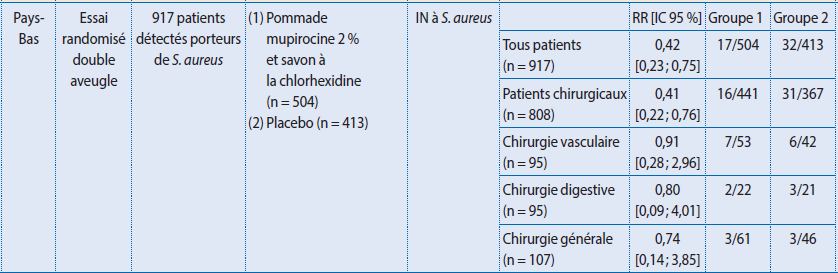 Pays-
Bas
Essai
randomisé
double
aveugle
917 patients
détectés porteurs
de S. aureus
(1) Pommade
mupirocine 2 %
et savon à
la chlorhexidine
(n = 504)
(2) Placebo (n = 413)
IN à S. aureus
RR [IC 95 %] Groupe 1 Groupe 2
Tous patients 0,42 17/504 32/413
(n = 917) [0,23 ; 0,75]
Patients chirurgicaux 0,41 16/441 31/367
(n = 808) [0,22 ; 0,76]
Chirurgie vasculaire 0,91 7/53 6/42
(n = 95) [0,28 ; 2,96]
Chirurgie digestive 0,80 2/22 3/21
(n = 95) [0,09 ; 4,01]
Chirurgie générale 0,74 3/61 3/46
(n = 107) [0,14 ; 3,85]